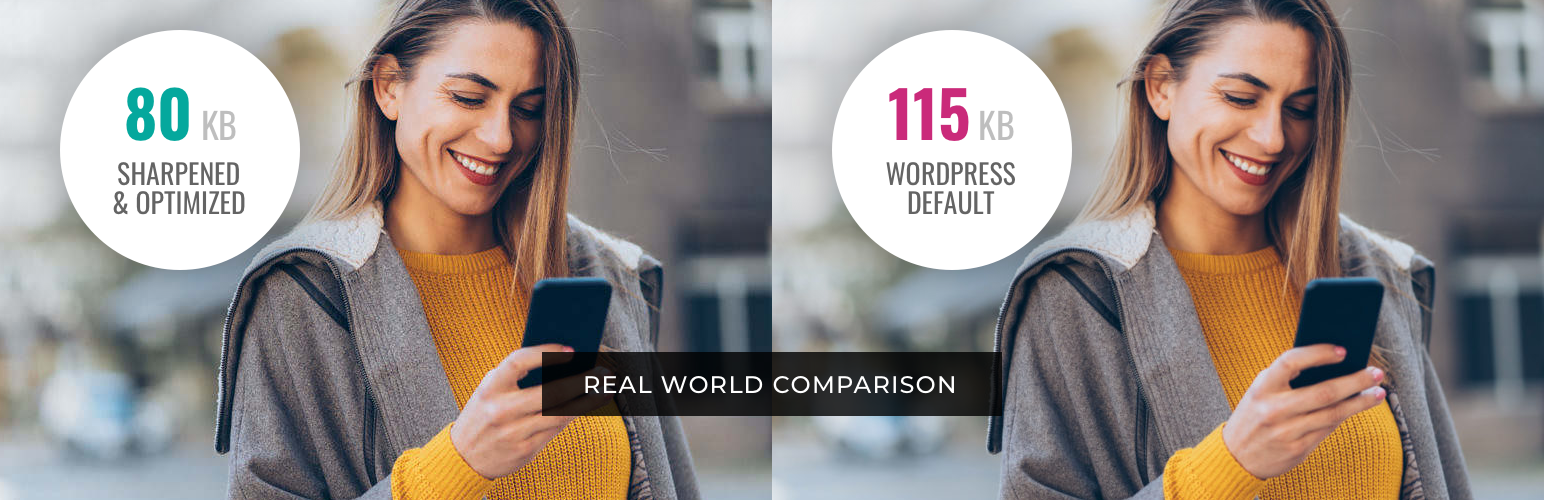 80 KB
SHARPENED
& OPTIMIZED
115 KB
WORDPRESS
DEFAULT
REAL WORLD COMPARISON